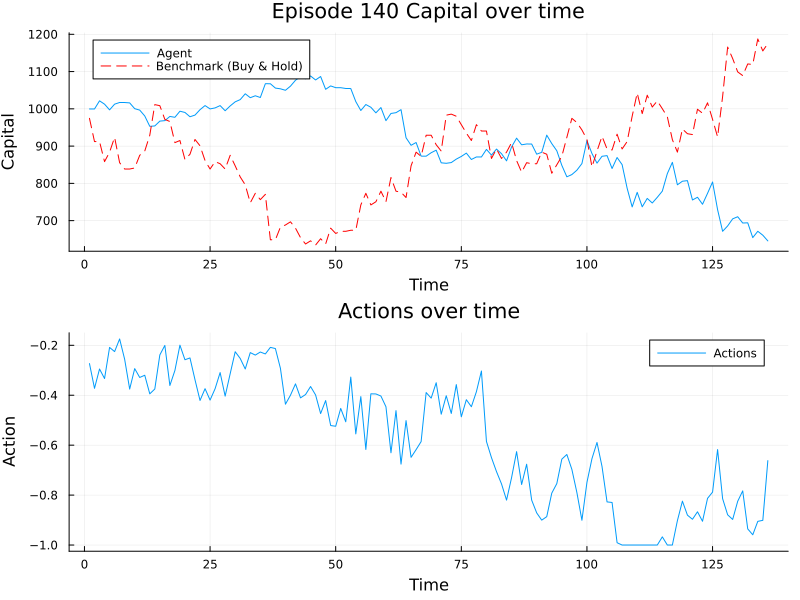 Episode 140 Capital over time
1200
1100
1000
900
800
700
Capital
Agent
Benchmark (Buy & Hold)
0 25 50 75 100 125
Time
Actions over time
−0.2
−0.4
−0.6
−0.8
−1.0
Action
Actions
0 25 50 75 100 125
Time